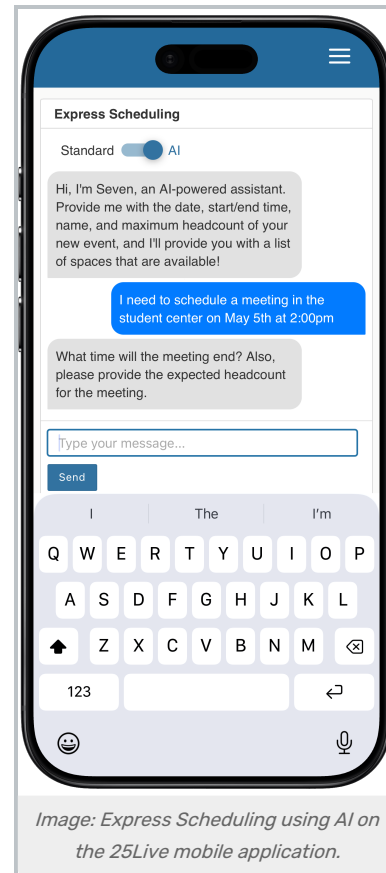 Express Scheduling
Standard AI
Hi, I'm Seven, an AI-powered assistant.
Provide me with the date, start/end time,
name, and maximum headcount of your
new event, and I'll provide you with a list
of spaces that are available!
I need to schedule a meeting in the
student center on May 5th at 2:00pm
What time will the meeting end? Also,
please provide the expected headcount
for the meeting.
Type your message...
Send
I The I'm
Q W E R T Y U I O P
A S D F G H J K L
Z X C V B N M
123
Image: Express Scheduling using AI on
the 25Live mobile application.